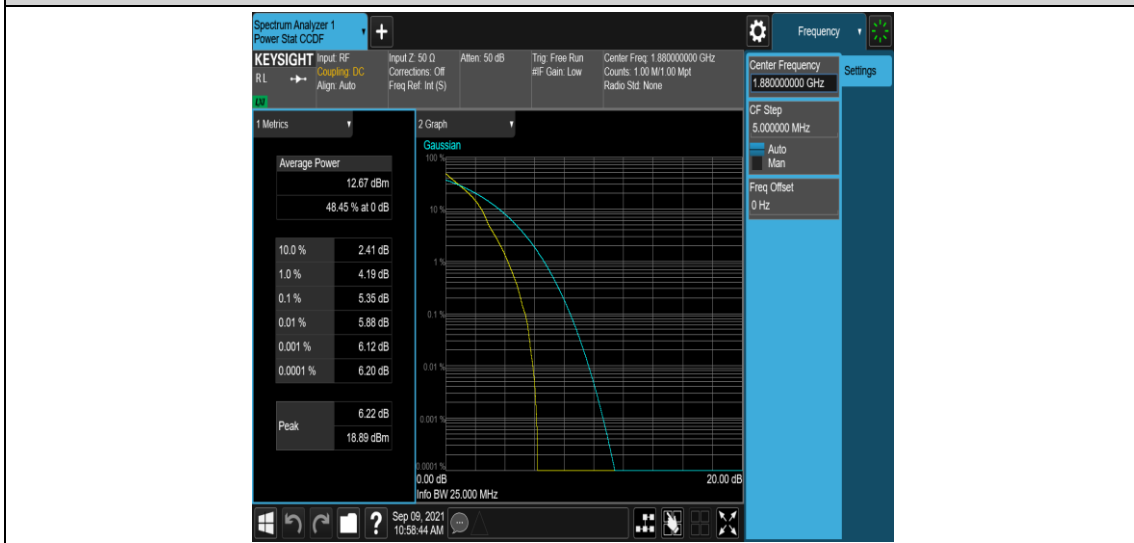 Spectrum Analyzer 1
Power Stat CCDF
+
Frequency
KEYSIGHT
RL
LXI
Input: RF
Coupling: DC
Align: Auto
Input Z: 50 Ω
Corrections: Off
Freq Ref: Int (S)
Atten: 50 dB
Trig: Free Run
#IF Gain: Low
Center Freq: 1.880000000 GHz
Counts: 1.00 M/1.00 Mpt
Radio Std: None
Center Frequency
1.880000000 GHz
Settings
CF Step
5.000000 MHz
Auto
Man
Freq Offset
0 Hz
1 Metrics
Average Power
12.67 dBm
48.45 % at 0 dB
10.0 % 2.41 dB
1.0 % 4.19 dB
0.1 % 5.35 dB
0.01 % 5.88 dB
0.001 % 6.12 dB
0.0001 % 6.20 dB
Peak
6.22 dB
18.89 dBm
2 Graph
Gaussian
100 %
10 %
1 %
0.1 %
0.01 %
0.001 %
0.0001 %
0.00 dB 20.00 dB
Info BW 25.000 MHz
?
Sep 09, 2021
10:58:44 AM